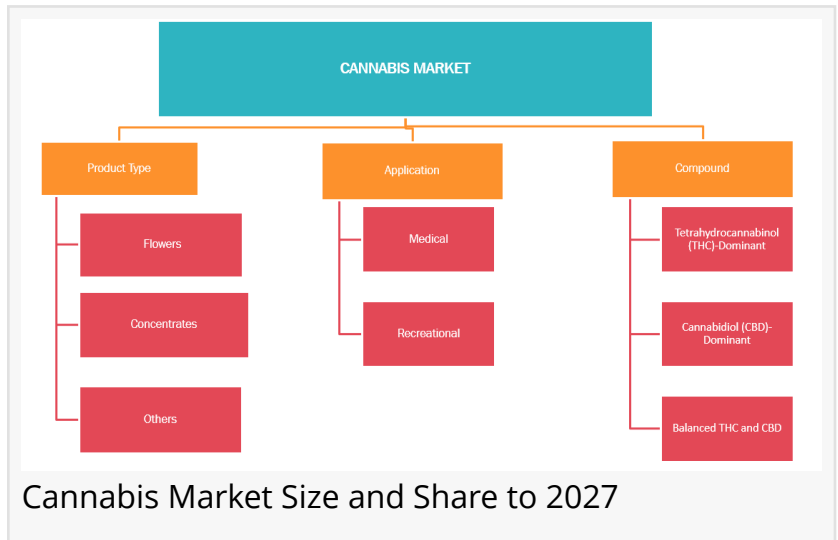 CANNABIS MARKET
Product Type
Flowers
Concentrates
Others
Application
Medical
Recreational
Compound
Tetrahydrocannabinol
(THC)-Dominant
Cannabidiol (CBD)-
Dominant
Balanced THC and CBD
Cannabis Market Size and Share to 2027